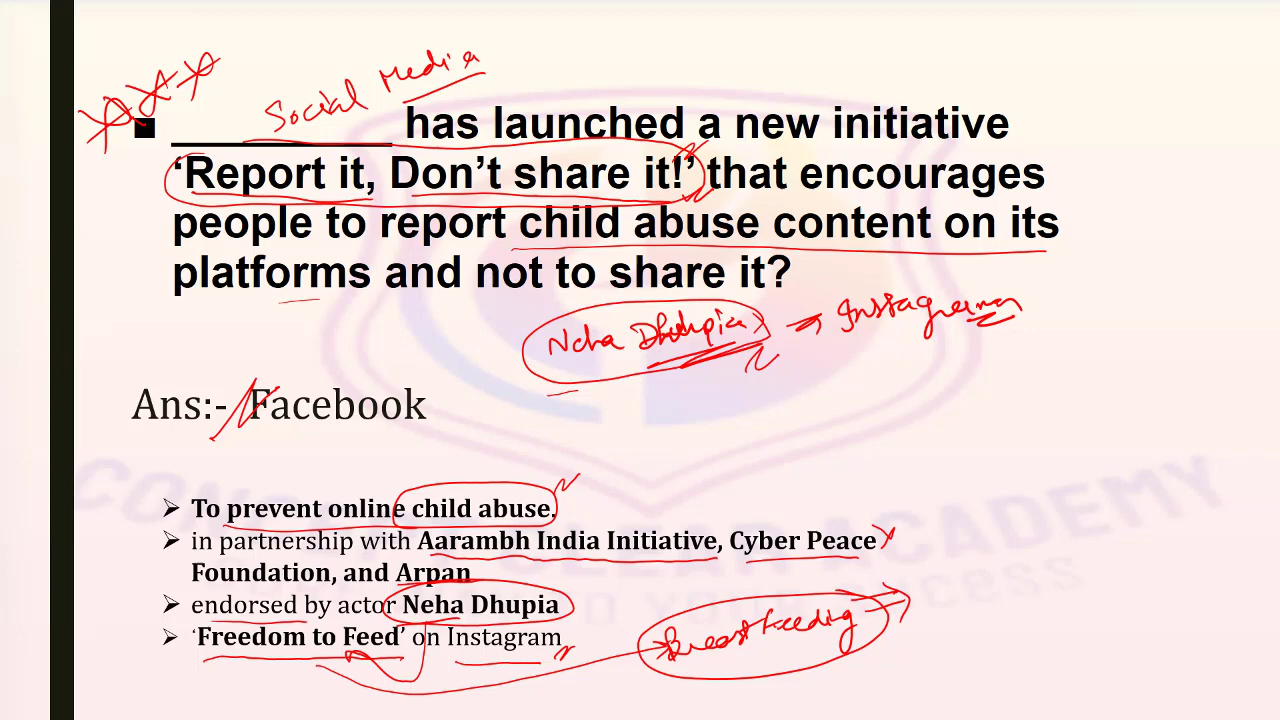 Social Media
__________ has launched a new initiative
‘Report it, Don’t share it!’ that encourages
people to report child abuse content on its
platforms and not to share it?
Neha Dhupia → Instagram
Ans:- Facebook
➢ To prevent online child abuse.
➢ in partnership with Aarambh India Initiative, Cyber Peace
Foundation, and Arpan
➢ endorsed by actor Neha Dhupia
➢ ‘Freedom to Feed’ on Instagram
Breast Feeding